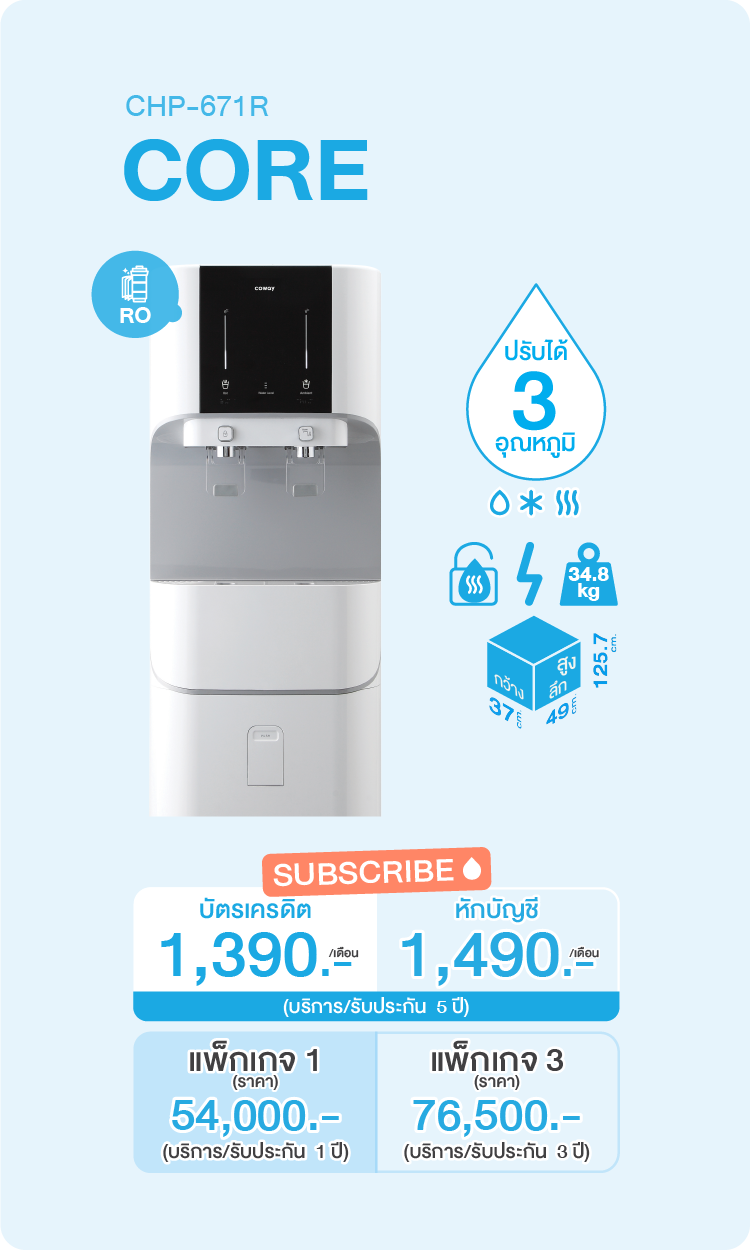 CHP-671R
CORE
RO
coway
ปรับได้
3
อุณหภูมิ
34.8
kg
กว้าง
ลึก
สูง
37 cm.
49 cm.
125.7 cm.
SUBSCRIBE
บัตรเครดิต
1,390.- /เดือน
หักบัญชี
1,490.- /เดือน
(บริการ/รับประกัน 5 ปี)
แพ็กเกจ 1
(ราคา)
54,000.-
(บริการ/รับประกัน 1 ปี)
แพ็กเกจ 3
(ราคา)
76,500.-
(บริการ/รับประกัน 3 ปี)